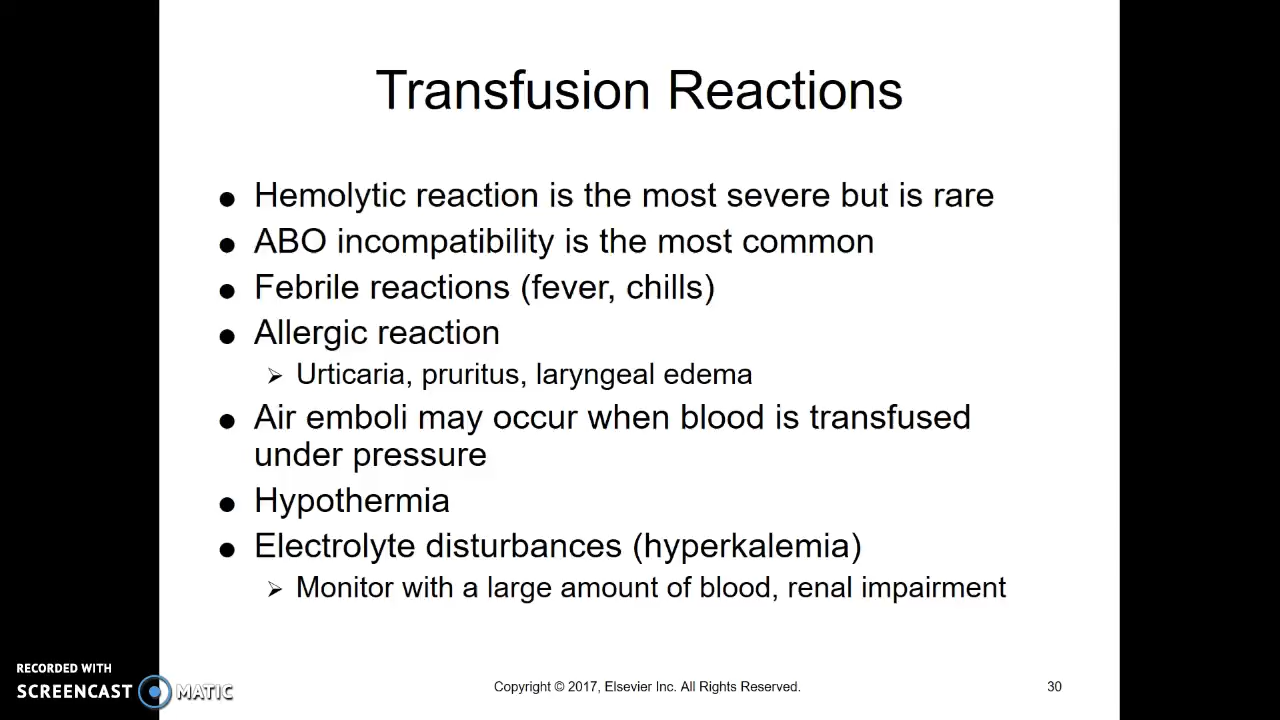 Transfusion Reactions
● Hemolytic reaction is the most severe but is rare
● ABO incompatibility is the most common
● Febrile reactions (fever, chills)
● Allergic reaction
➢ Urticaria, pruritus, laryngeal edema
● Air emboli may occur when blood is transfused
under pressure
● Hypothermia
● Electrolyte disturbances (hyperkalemia)
➢ Monitor with a large amount of blood, renal impairment
RECORDED WITH
SCREENCAST MATIC
Copyright © 2017, Elsevier Inc. All Rights Reserved.
30